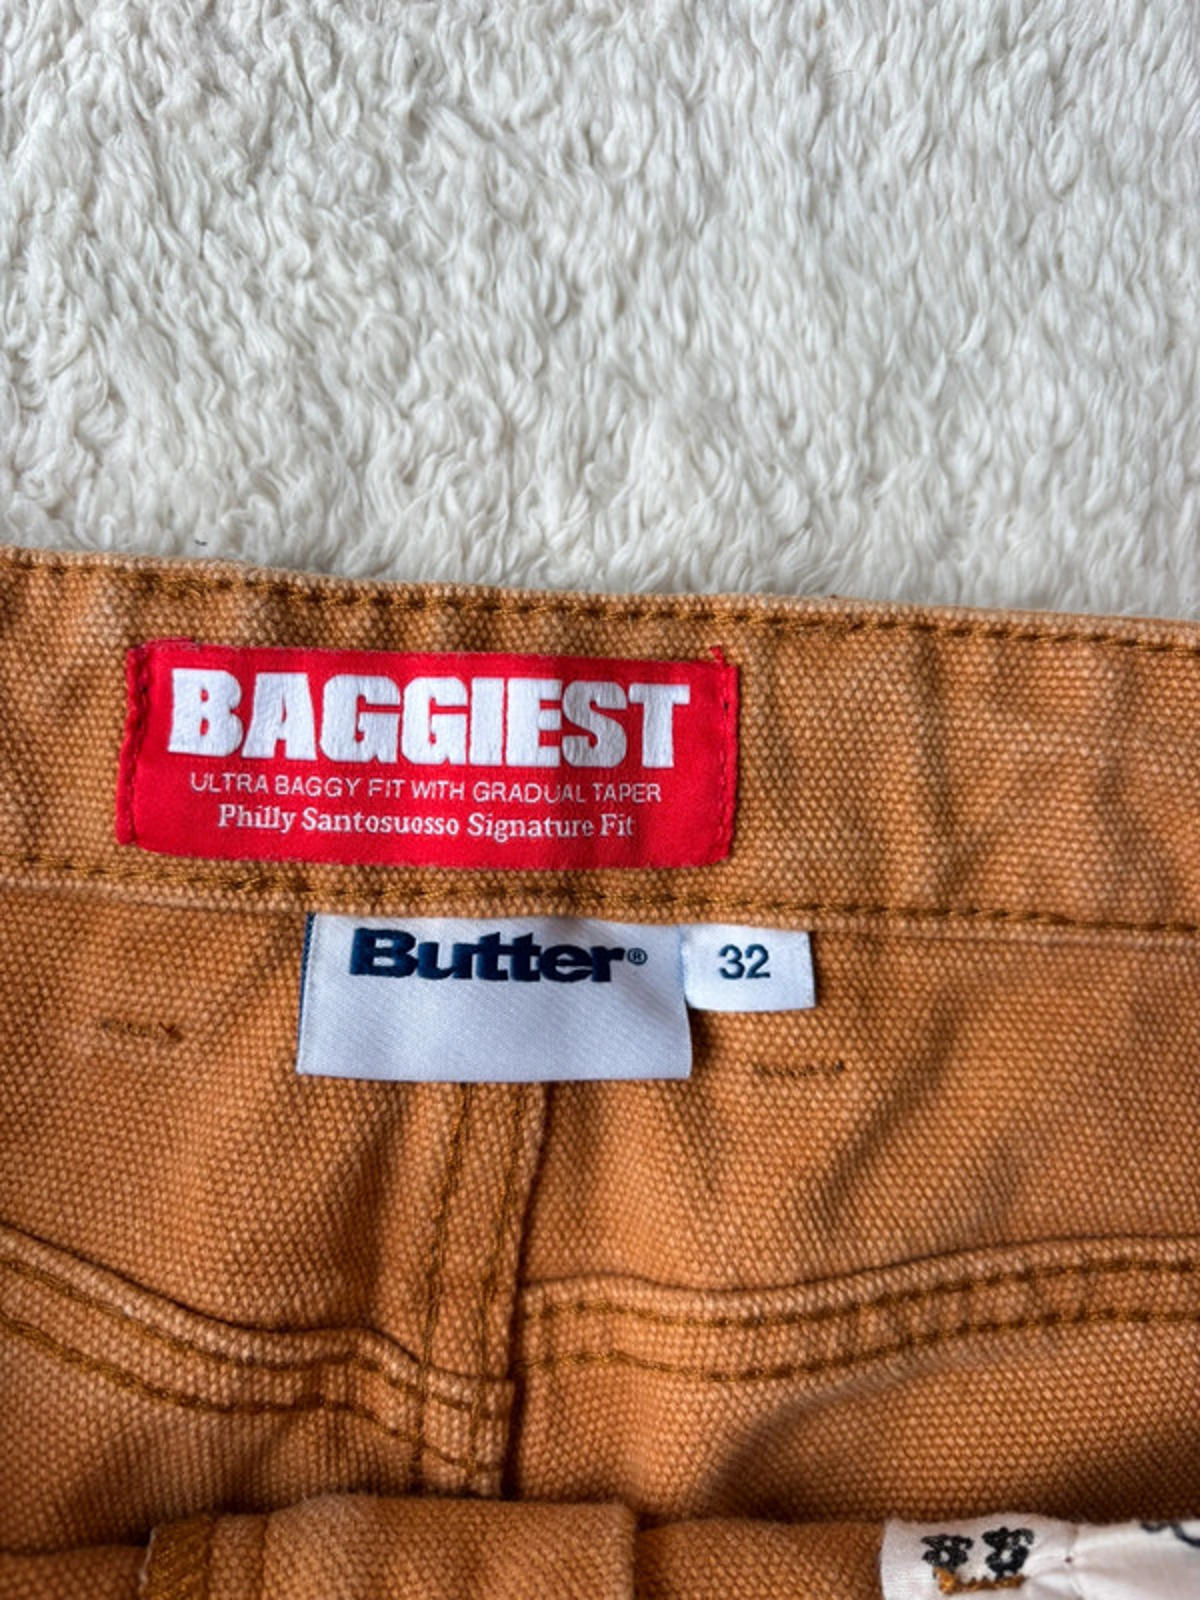 BAGGIEST
ULTRA BAGGY FIT WITH GRADUAL TAPER
Philly Santosuosso Signature Fit
Butter®
32